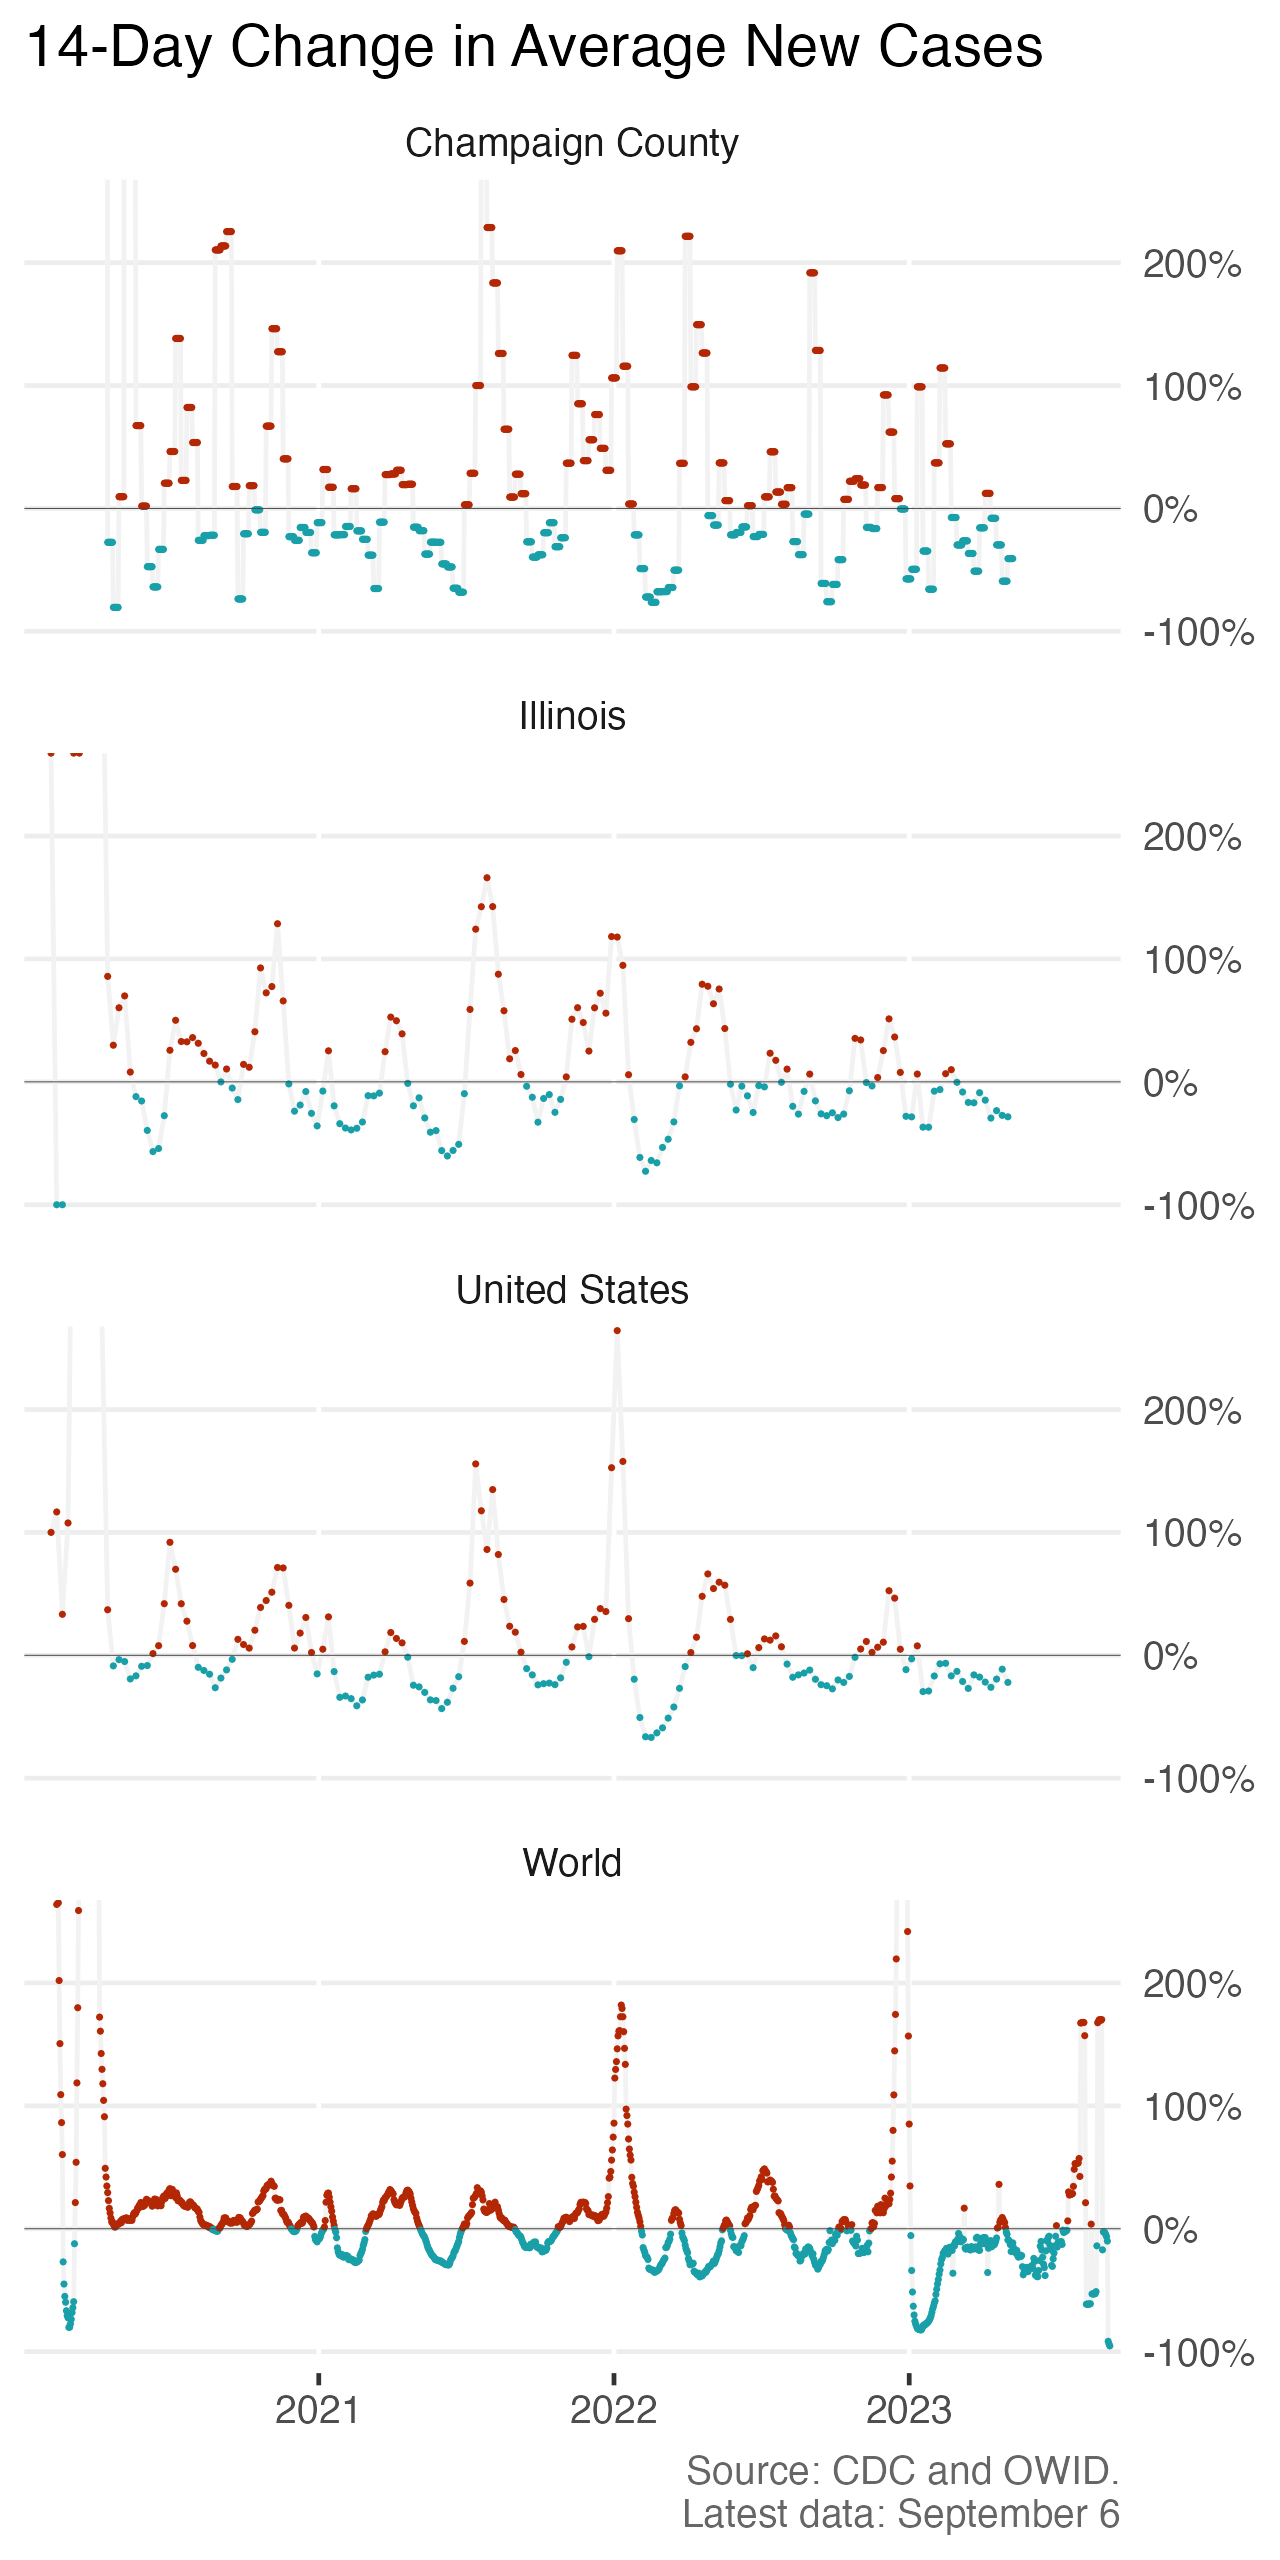 14-Day Change in Average New Cases
Champaign County
200%
100%
0%
-100%
Illinois
200%
100%
0%
-100%
United States
200%
100%
0%
-100%
World
200%
100%
0%
-100%
2021 2022 2023
Source: CDC and OWID.
Latest data: September 6